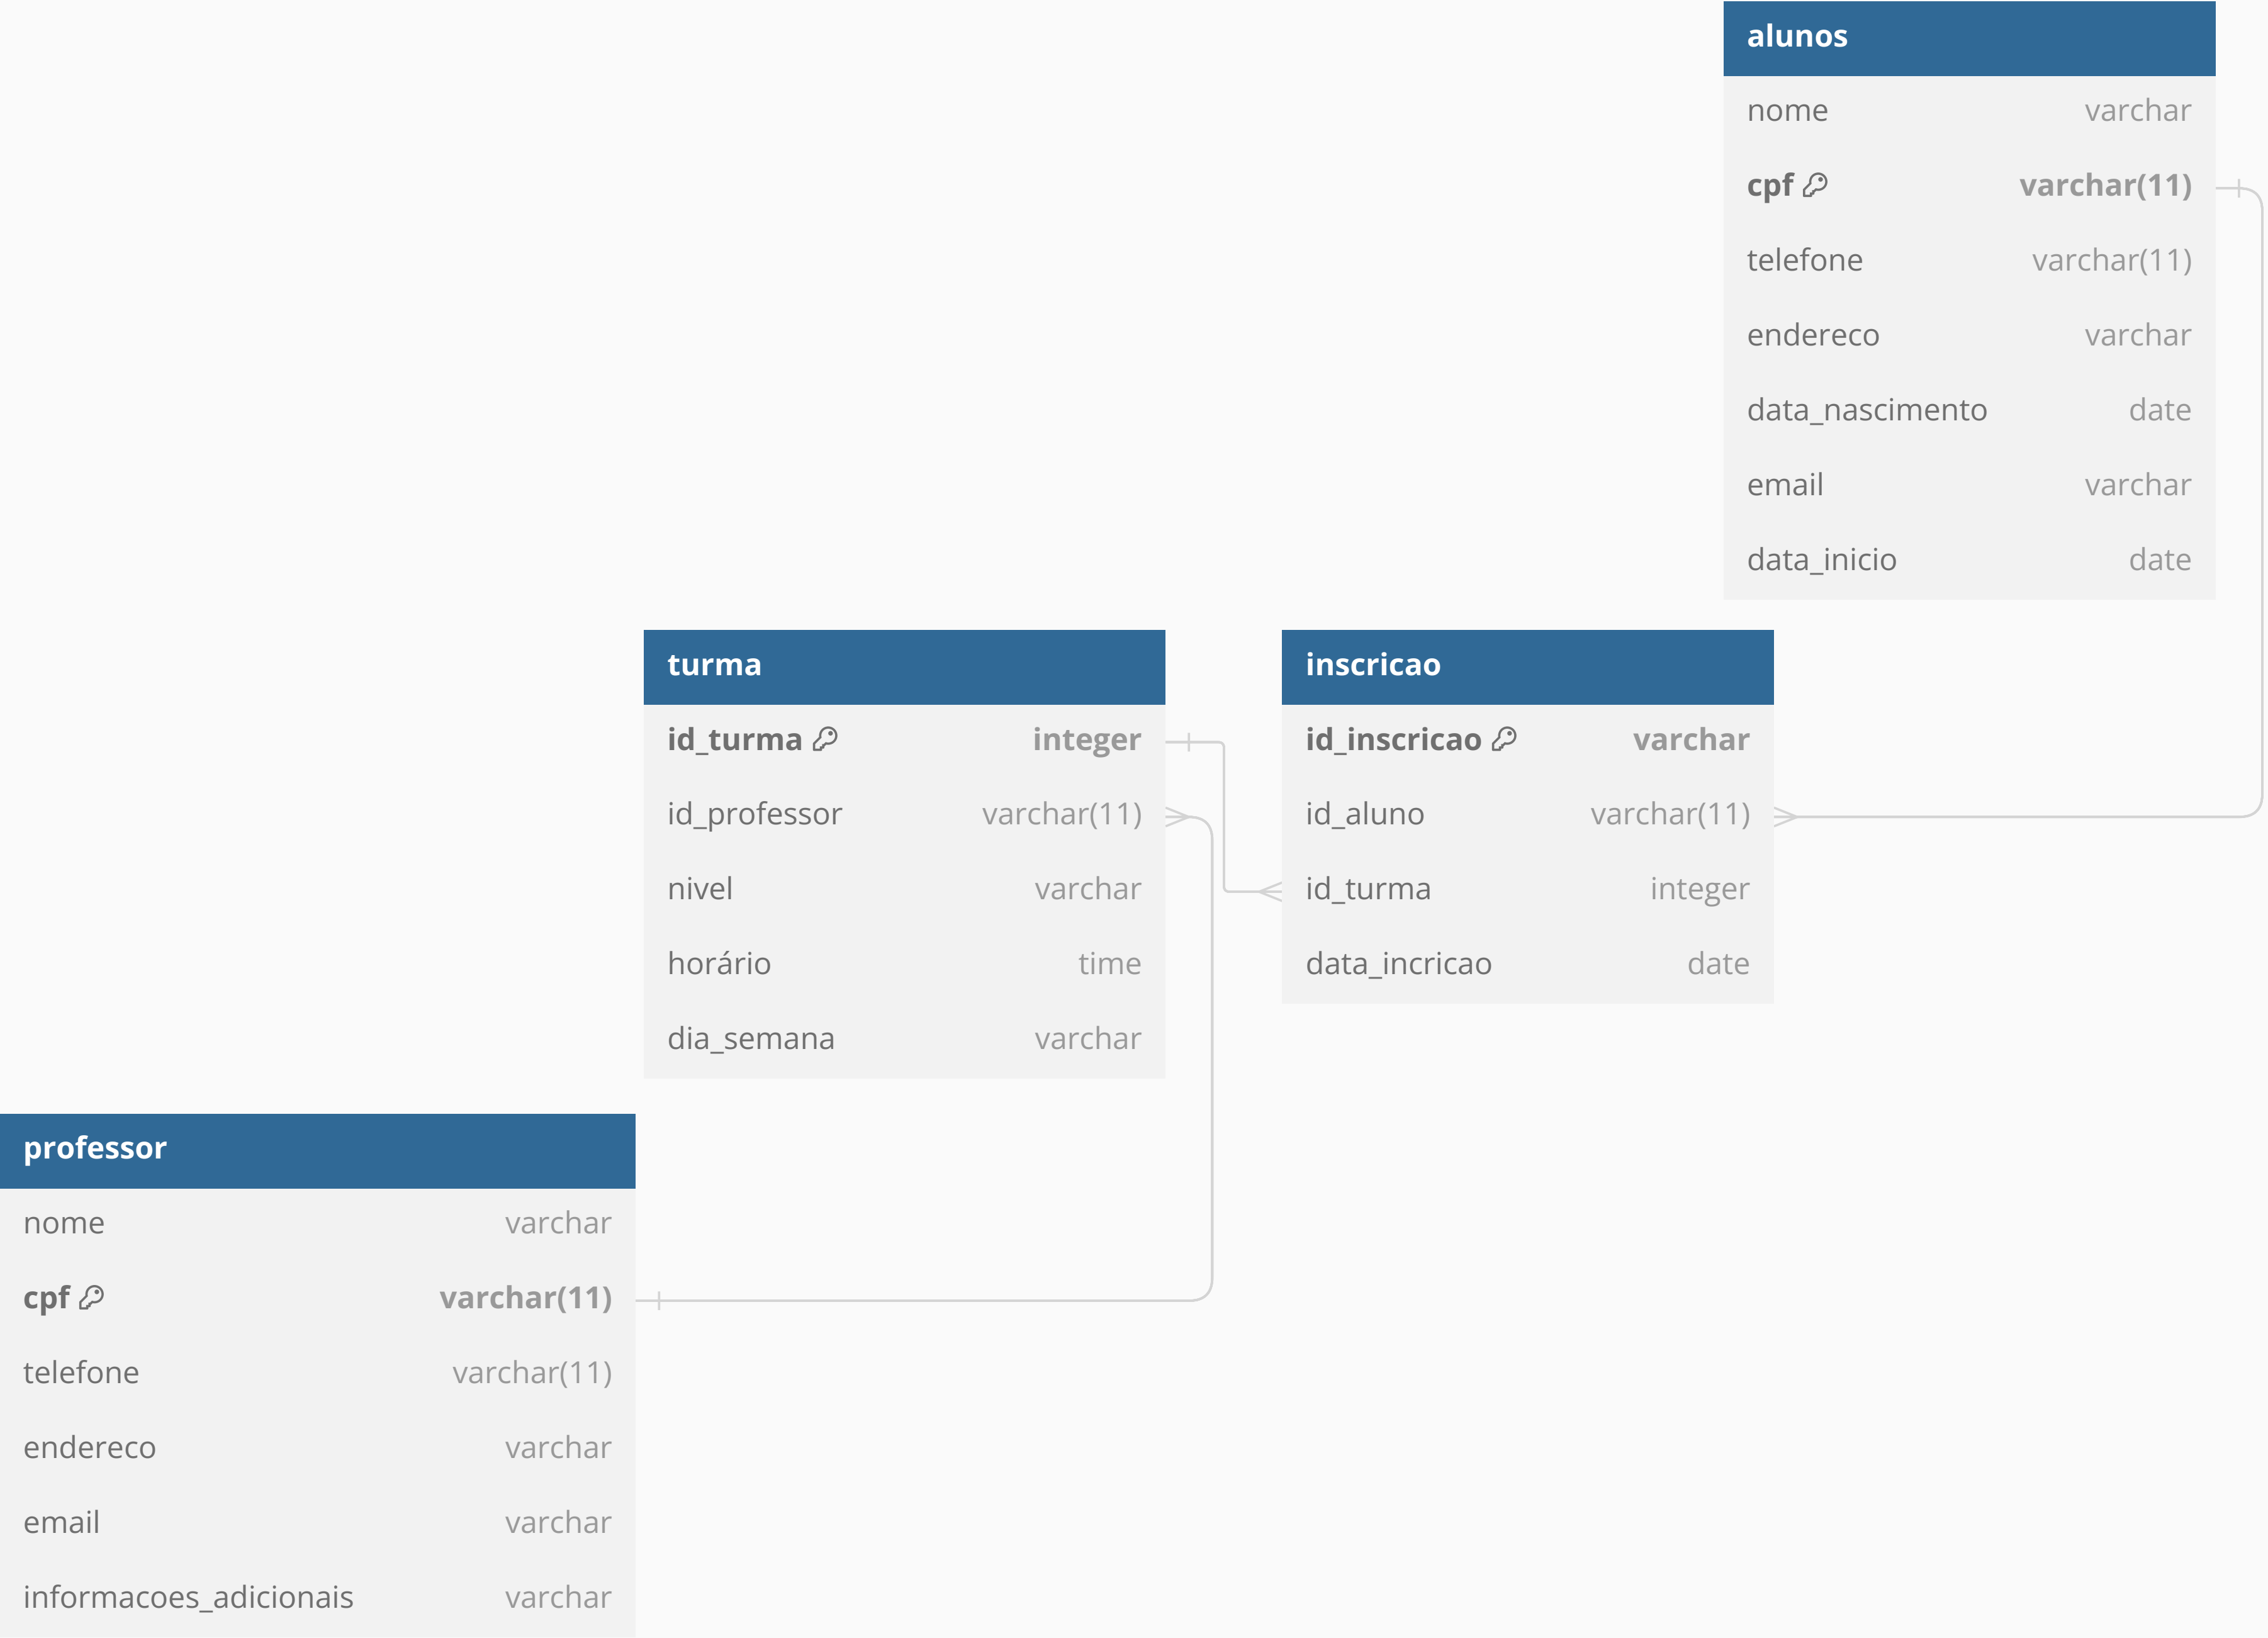 alunos
nome varchar
cpf varchar(11)
telefone varchar(11)
endereco varchar
data_nascimento date
email varchar
data_inicio date
turma
id_turma integer
id_professor varchar(11)
nivel varchar
horário time
dia_semana varchar
inscricao
id_inscricao varchar
id_aluno varchar(11)
id_turma integer
data_incricao date
professor
nome varchar
cpf varchar(11)
telefone varchar(11)
endereco varchar
email varchar
informacoes_adicionais varchar